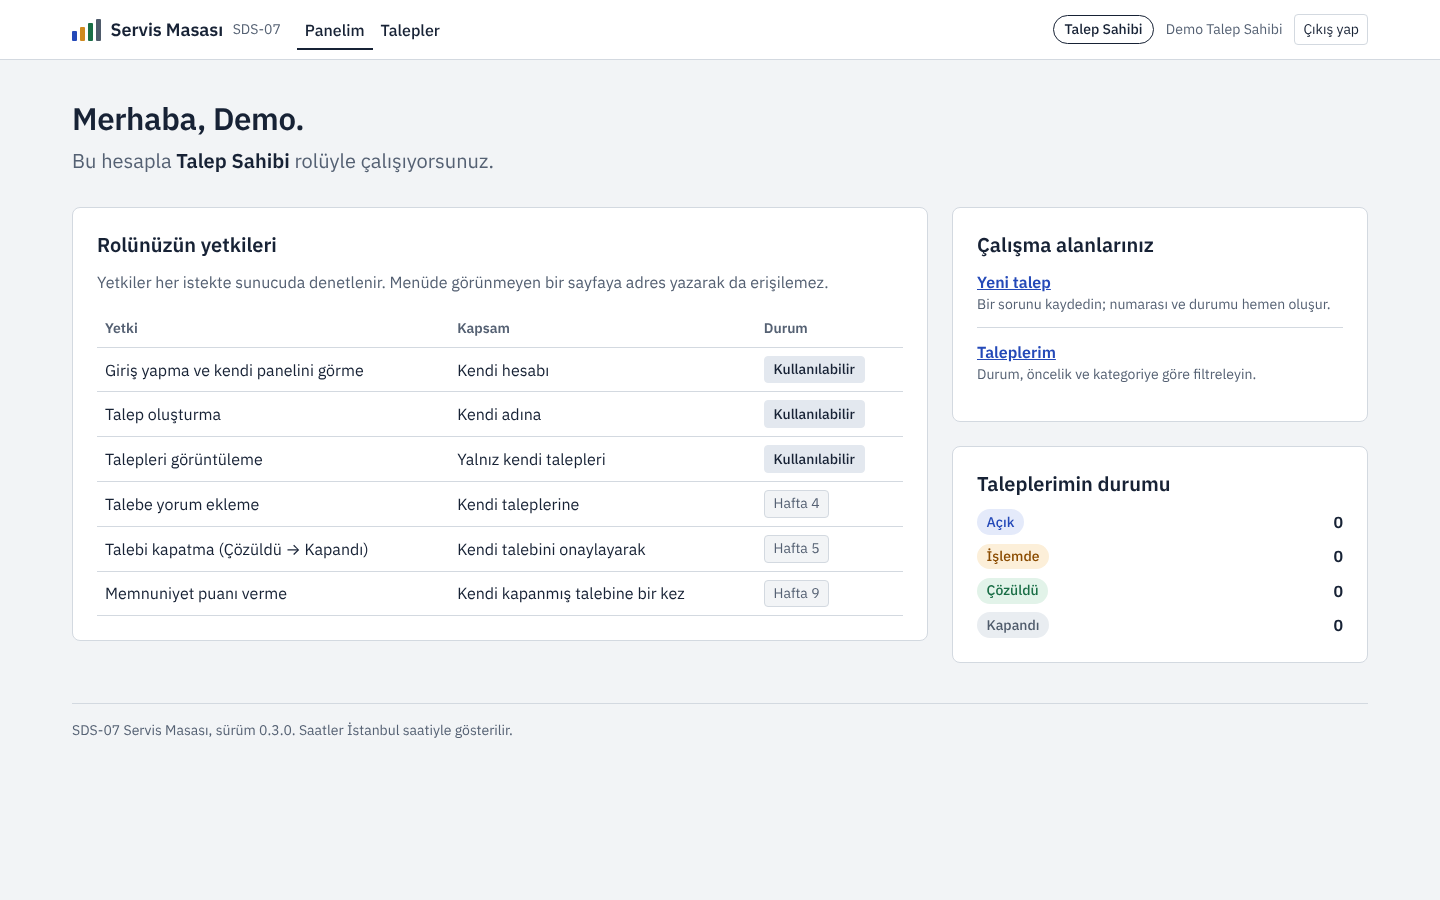 Servis Masası SDS-07 Panelim Talepler Talep Sahibi Demo Talep Sahibi Çıkış yap
Merhaba, Demo.
Bu hesapla Talep Sahibi rolüyle çalışıyorsunuz.
Rolünüzün yetkileri
Yetkiler her istekte sunucuda denetlenir. Menüde görünmeyen bir sayfaya adres yazarak da erişilemez.
Yetki Kapsam Durum
Giriş yapma ve kendi panelini görme Kendi hesabı Kullanılabilir
Talep oluşturma Kendi adına Kullanılabilir
Talepleri görüntüleme Yalnız kendi talepleri Kullanılabilir
Talebe yorum ekleme Kendi taleplerine Hafta 4
Talebi kapatma (Çözüldü → Kapandı) Kendi talebini onaylayarak Hafta 5
Memnuniyet puanı verme Kendi kapanmış talebine bir kez Hafta 9
Çalışma alanlarınız
Yeni talep
Bir sorunu kaydedin; numarası ve durumu hemen oluşur.
Taleplerim
Durum, öncelik ve kategoriye göre filtreleyin.
Taleplerimin durumu
Açık 0
İşlemde 0
Çözüldü 0
Kapandı 0
SDS-07 Servis Masası, sürüm 0.3.0. Saatler İstanbul saatiyle gösterilir.